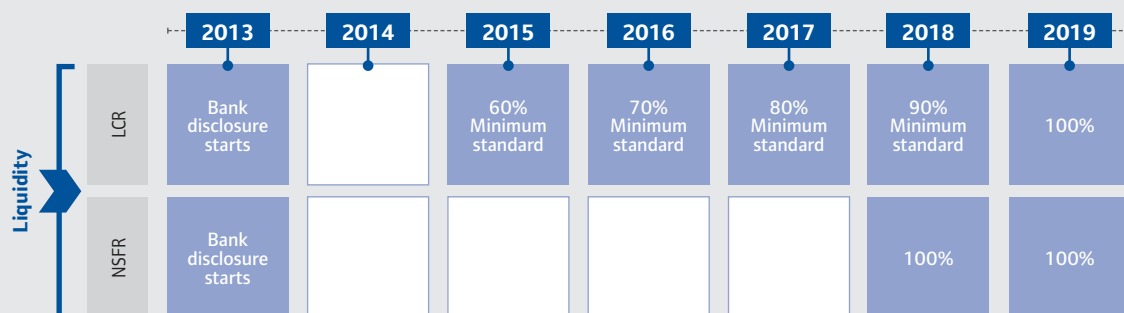 2013 2014 2015 2016 2017 2018 2019
Liquidity
LCR
Bank
disclosure
starts
60%
Minimum
standard
70%
Minimum
standard
80%
Minimum
standard
90%
Minimum
standard
100%
NSFR
Bank
disclosure
starts
100%
100%